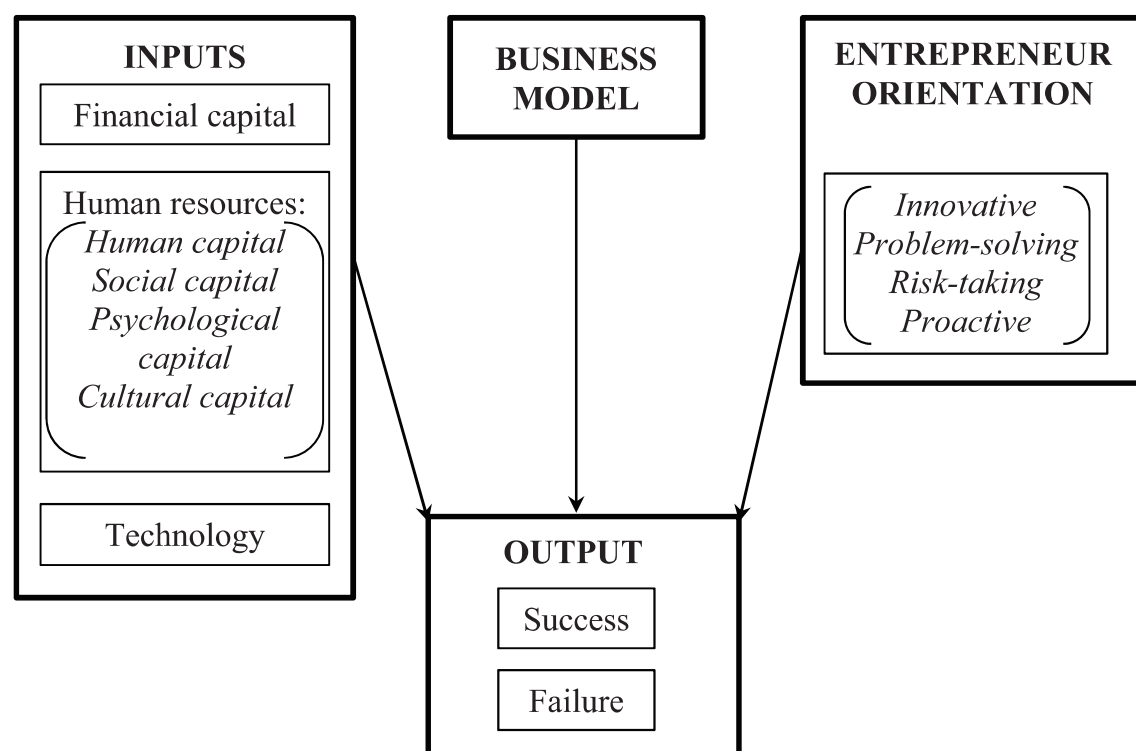 INPUTS
Financial capital
Human resources:
Human capital
Social capital
Psychological
capital
Cultural capital
Technology
BUSINESS
MODEL
ENTREPRENEUR
ORIENTATION
Innovative
Problem-solving
Risk-taking
Proactive
OUTPUT
Success
Failure